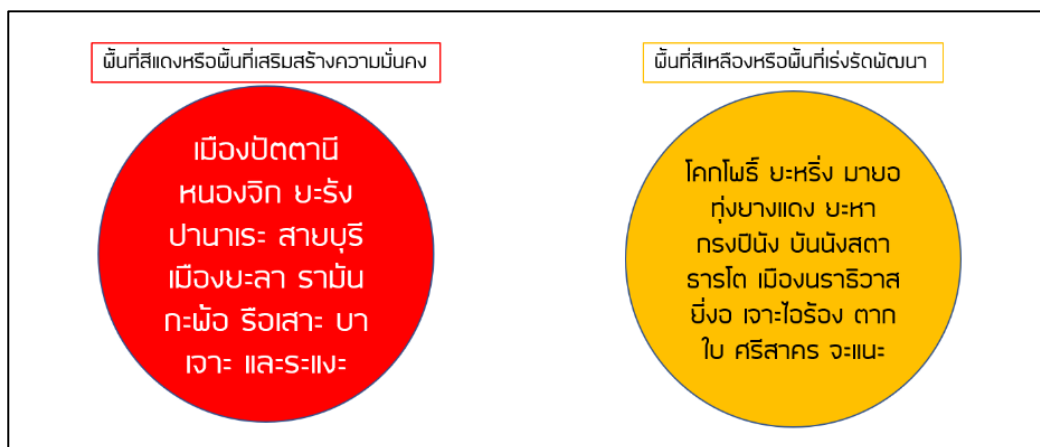 พื้นที่สีแดงหรือพื้นที่เสริมสร้างความมั่นคง
เมืองปัตตานี
หนองจิก ยะรัง
ปานาเระ สายบุรี
เมืองยะลา รามัน
กะพ้อ รือเสาะ บา
เจาะ และระแงะ
พื้นที่สีเหลืองหรือพื้นที่เร่งรัดพัฒนา
โคกโพธิ์ ยะหริ่ง มายอ
ทุ่งยางแดง ยะหา
กรงปินัง บันนังสตา
ธารโต เมืองนราธิวาส
ยี่งอ เจาะไอร้อง ตาก
ใบ ศรีสาคร จะแนะ